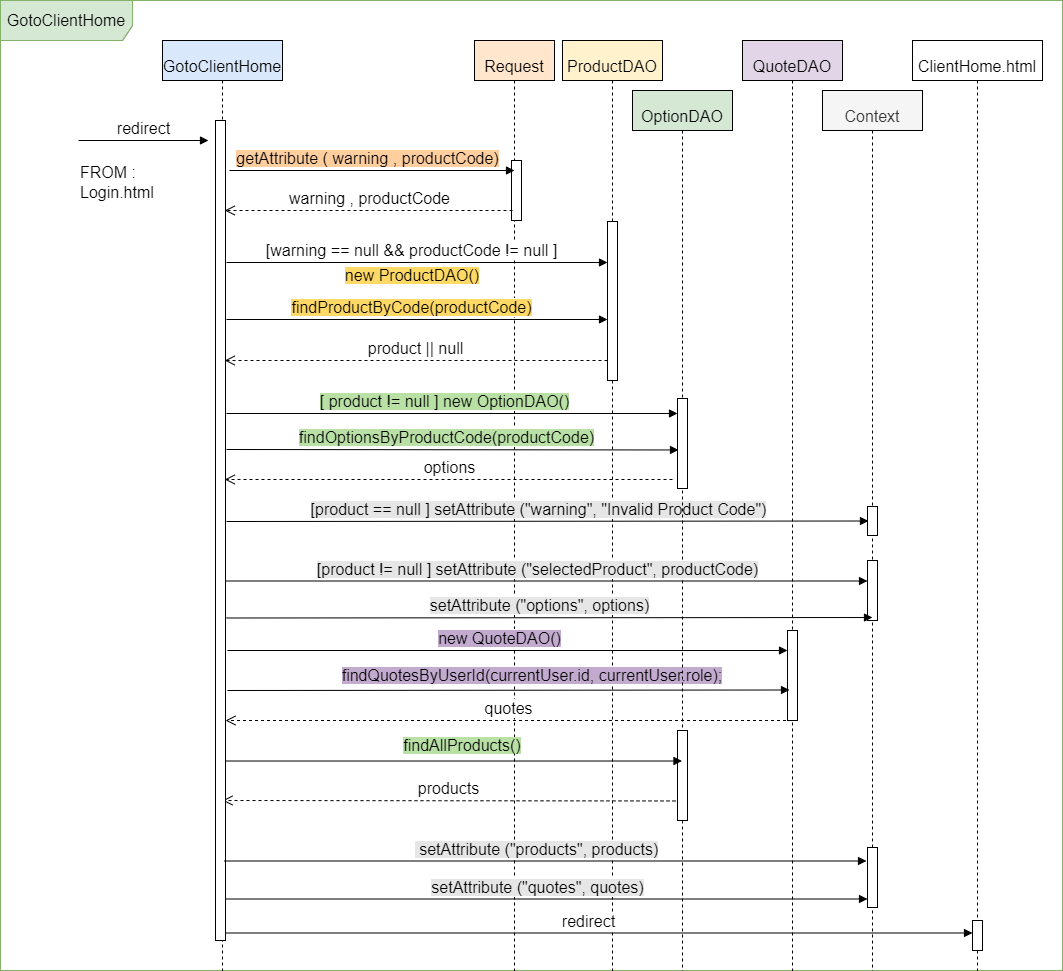 GotoClientHome
GotoClientHome
Request
ProductDAO
QuoteDAO
ClientHome.html
OptionDAO
Context
redirect
FROM :
Login.html
getAttribute ( warning , productCode)
warning , productCode
[warning == null && productCode != null ]
new ProductDAO()
findProductByCode(productCode)
product || null
[ product != null ] new OptionDAO()
findOptionsByProductCode(productCode)
options
[product == null ] setAttribute ("warning", "Invalid Product Code")
[product != null ] setAttribute ("selectedProduct", productCode)
setAttribute ("options", options)
new QuoteDAO()
findQuotesByUserId(currentUser.id, currentUser.role);
quotes
findAllProducts()
products
setAttribute ("products", products)
setAttribute ("quotes", quotes)
redirect